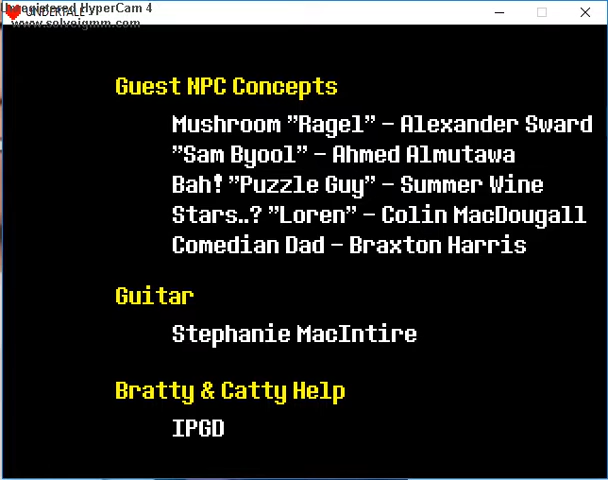 Unregistered HyperCam 4
UNDERTALE
www.solveigmm.com
Guest NPC Concepts
Mushroom "Ragel" - Alexander Sward
"Sam Byool" - Ahmed Almutawa
Bah! "Puzzle Guy" - Summer Wine
Stars..? "Loren" - Colin MacDougall
Comedian Dad - Braxton Harris
Guitar
Stephanie MacIntire
Bratty & Catty Help
IPGD